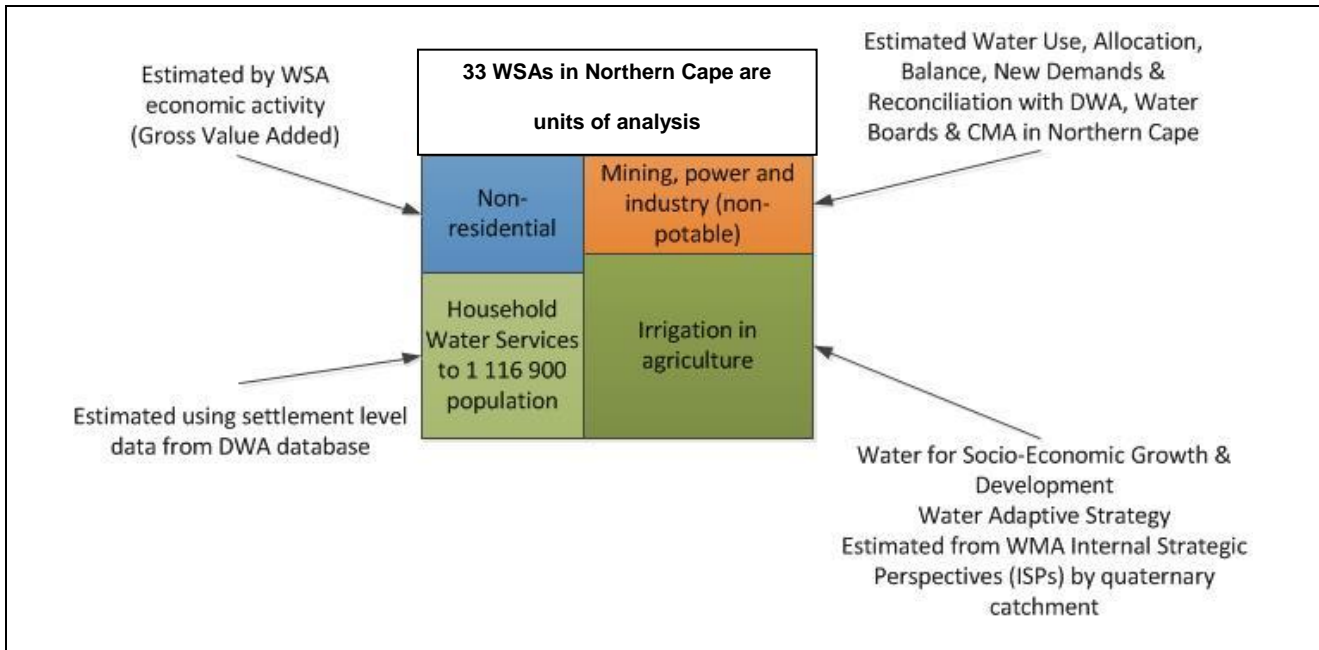 33 WSAs in Northern Cape are
units of analysis
Estimated by WSA
economic activity
(Gross Value Added)
Estimated Water Use, Allocation,
Balance, New Demands &
Reconciliation with DWA, Water
Boards & CMA in Northern Cape
Non-
residential
Mining, power and
industry (non-
potable)
Household
Water Services
to 1 116 900
population
Irrigation in
agriculture
Estimated using settlement level
data from DWA database
Water for Socio-Economic Growth &
Development
Water Adaptive Strategy
Estimated from WMA Internal Strategic
Perspectives (ISPs) by quaternary
catchment